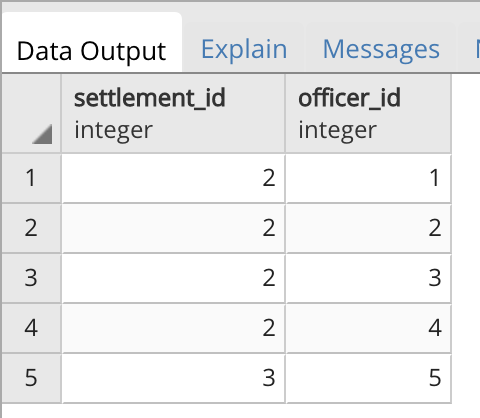 Data Output Explain Messages
settlement_id officer_id
integer integer
1 2 1
2 2 2
3 2 3
4 2 4
5 3 5